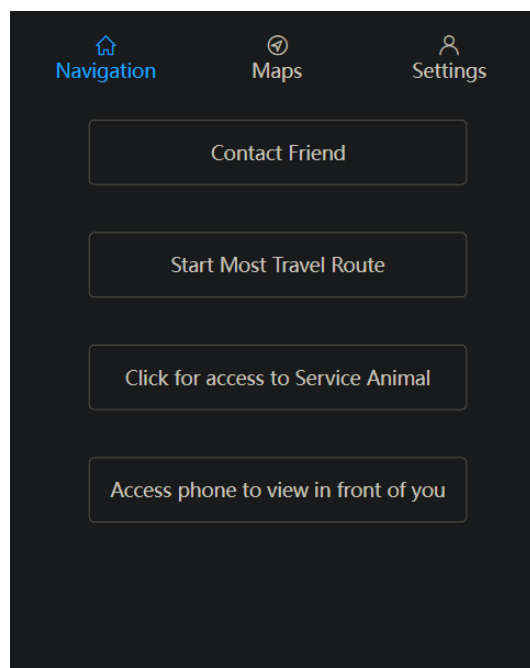 Navigation
Maps
Settings
Contact Friend
Start Most Travel Route
Click for access to Service Animal
Access phone to view in front of you